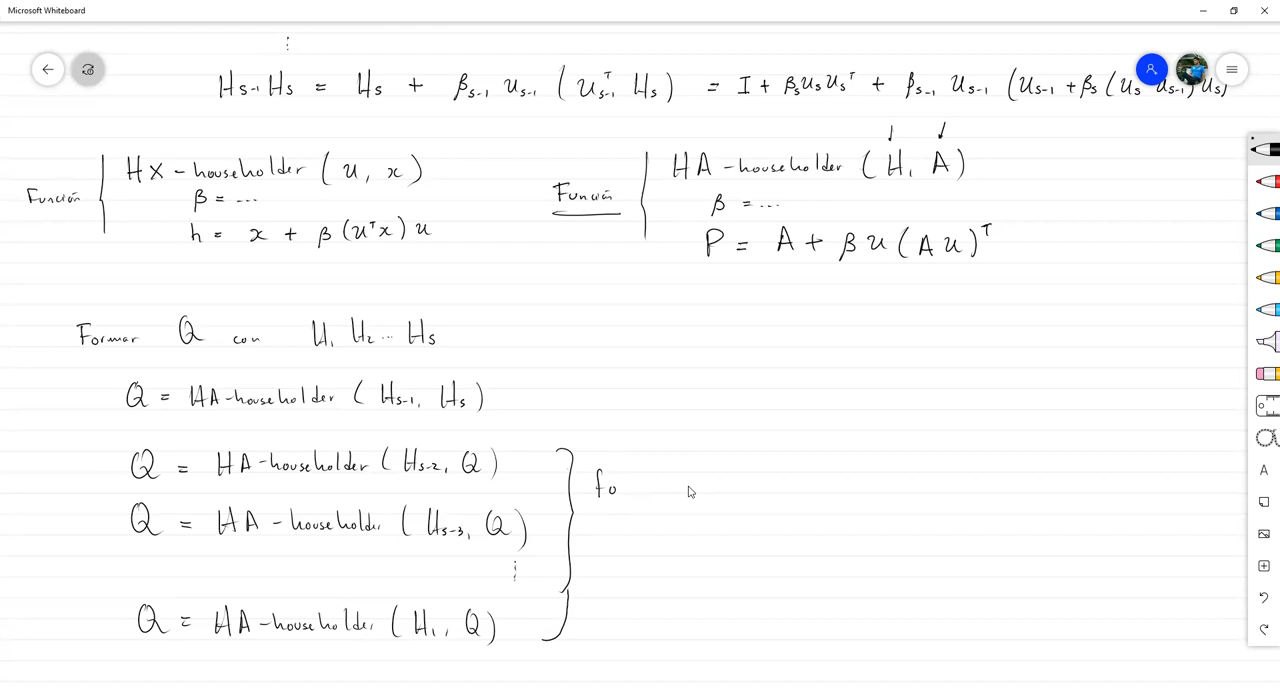 Microsoft Whiteboard
⋮
Hs-1 Hs = Hs + βs-1 us-1 (us-1ᵀ Hs) = I + βs us usᵀ + βs-1 us-1 (us-1 + βs (us us-1) us)
Función HX-householder (u, x)
β = ...
h = x + β (uᵀx) u
Función HA-householder (H, A)
β = ...
P = A + β u (A u)ᵀ
Formar Q con H1 H2 ... Hs
Q = HA-householder (Hs-1, Hs)
Q = HA-householder (Hs-2, Q)
Q = HA-householder (Hs-3, Q)
⋮
Q = HA-householder (H1, Q)
fo